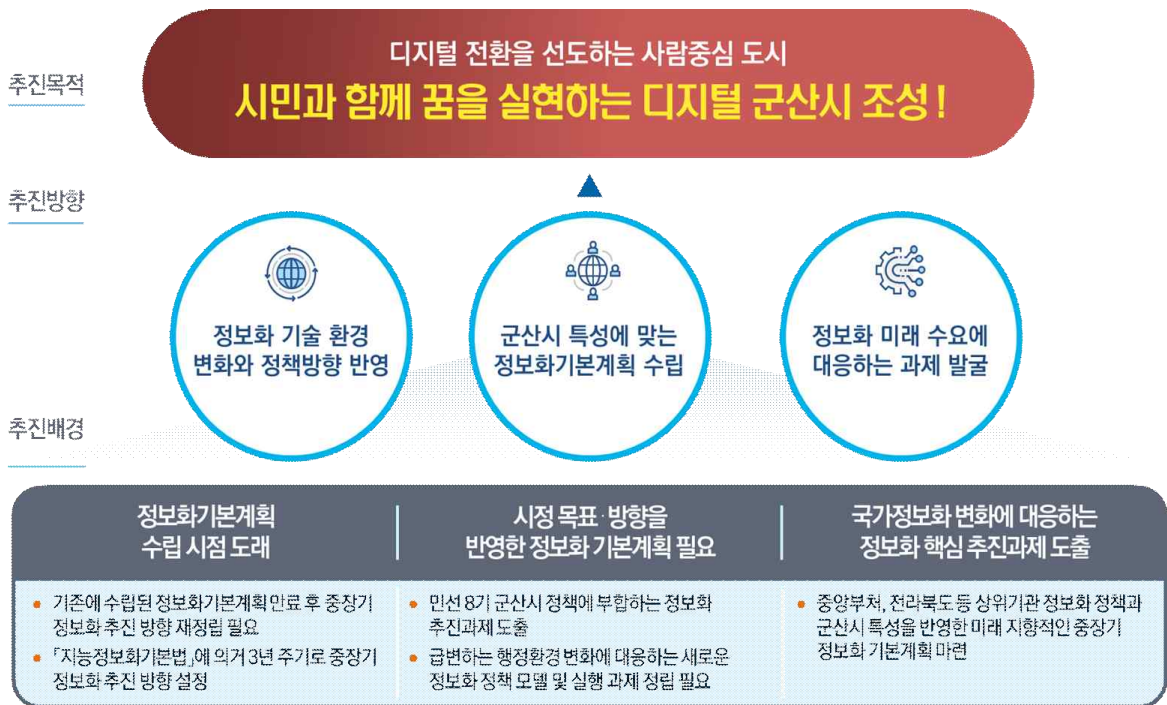 추진목적
디지털 전환을 선도하는 사람중심 도시
시민과 함께 꿈을 실현하는 디지털 군산시 조성!
추진방향
정보화 기술 환경
변화와 정책방향 반영
군산시 특성에 맞는
정보화기본계획 수립
정보화 미래 수요에
대응하는 과제 발굴
추진배경
정보화기본계획
수립 시점 도래
시정 목표·방향을
반영한 정보화 기본계획 필요
국가정보화 변화에 대응하는
정보화 핵심 추진과제 도출
• 기존에 수립된 정보화기본계획 만료 후 중장기
정보화 추진 방향 재정립 필요
• 「지능정보화기본법」에 의거 3년 주기로 중장기
정보화 추진 방향 설정
• 민선 8기 군산시 정책에 부합하는 정보화
추진과제 도출
• 급변하는 행정환경 변화에 대응하는 새로운
정보화 정책 모델 및 실행 과제 정립 필요
• 중앙부처, 전라북도 등 상위기관 정보화 정책과
군산시 특성을 반영한 미래 지향적인 중장기
정보화 기본계획 마련